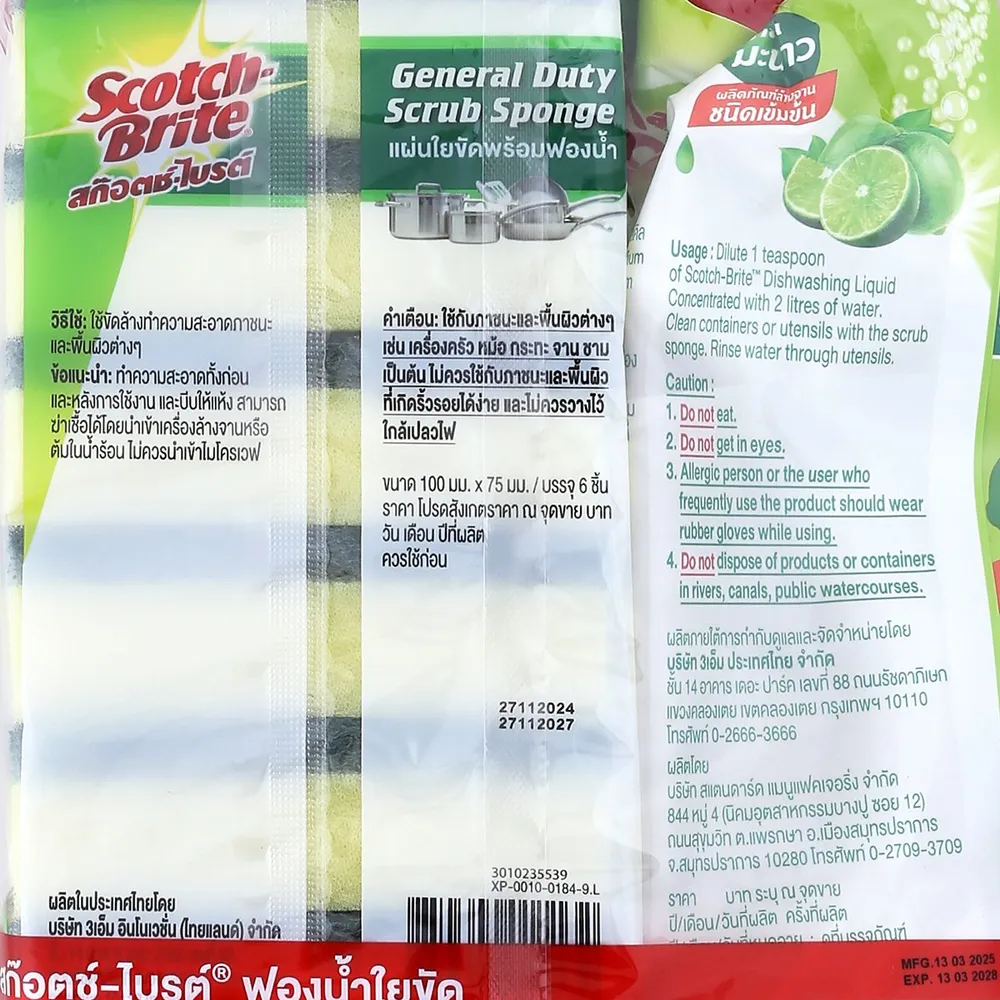 Scotch-
Brite
สก๊อตช์-ไบรต์
General Duty
Scrub Sponge
แผ่นใยขัดพร้อมฟองน้ำ
วิธีใช้: ใช้ขัดล้างทำความสะอาดภาชนะ
และพื้นผิวต่างๆ
ข้อแนะนำ: ทำความสะอาดทั้งก่อน
และหลังการใช้งาน และบีบให้แห้ง สามารถ
ฆ่าเชื้อได้โดยนำเข้าเครื่องล้างจานหรือ
ต้มในน้ำร้อน ไม่ควรนำเข้าไมโครเวฟ
คำเตือน: ใช้กับภาชนะและพื้นผิวต่างๆ
เช่น เครื่องครัว หม้อ กระทะ จาน ชาม
เป็นต้น ไม่ควรใช้กับภาชนะและพื้นผิว
ที่เกิดริ้วรอยได้ง่าย และไม่ควรวางไว้
ใกล้เปลวไฟ
ขนาด 100 มม. x 75 มม. / บรรจุ 6 ชิ้น
ราคา โปรดสังเกตราคา ณ จุดขาย บาท
วัน เดือน ปีที่ผลิต
ควรใช้ก่อน
27112024
27112027
3010235539
XP-0010-0184-9.L
ผลิตในประเทศไทยโดย
บริษัท 3เอ็ม อินโนเวชั่น (ไทยแลนด์) จำกัด
มะนาว
ผลิตภัณฑ์ล้างจาน
ชนิดเข้มข้น
Usage : Dilute 1 teaspoon
of Scotch-Brite™ Dishwashing Liquid
Concentrated with 2 litres of water.
Clean containers or utensils with the scrub
sponge. Rinse water through utensils.
Caution :
1. Do not eat.
2. Do not get in eyes.
3. Allergic person or the user who
frequently use the product should wear
rubber gloves while using.
4. Do not dispose of products or containers
in rivers, canals, public watercourses.
ผลิตภายใต้การกำกับดูแลและจัดจำหน่ายโดย
บริษัท 3เอ็ม ประเทศไทย จำกัด
ชั้น 14 อาคาร เดอะ ปาร์ค เลขที่ 88 ถนนรัชดาภิเษก
แขวงคลองเตย เขตคลองเตย กรุงเทพฯ 10110
โทรศัพท์ 0-2666-3666
ผลิตโดย
บริษัท สแตนดาร์ด แมนูแฟคเจอริ่ง จำกัด
844 หมู่ 4 (นิคมอุตสาหกรรมบางปู ซอย 12)
ถนนสุขุมวิท ต.แพรกษา อ.เมืองสมุทรปราการ
จ.สมุทรปราการ 10280 โทรศัพท์ 0-2709-3709
ราคา บาท ระบุ ณ จุดขาย
ปี/เดือน/วันที่ผลิต ครั้งที่ผลิต
MFG.13 03 2025
EXP. 13 03 2028
สก๊อตช์-ไบรต์® ฟองน้ำใยขัด